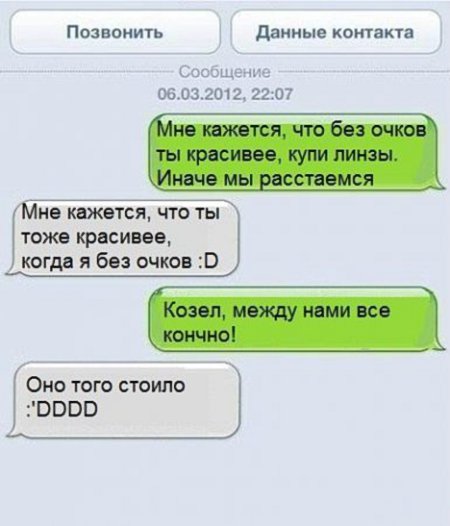 Позвонить Данные контакта
Сообщение
06.03.2012, 22:07
Мне кажется, что без очков
ты красивее, купи линзы.
Иначе мы расстаемся
Мне кажется, что ты
тоже красивее,
когда я без очков :D
Козел, между нами все
кончно!
Оно того стоило
:'DDDD